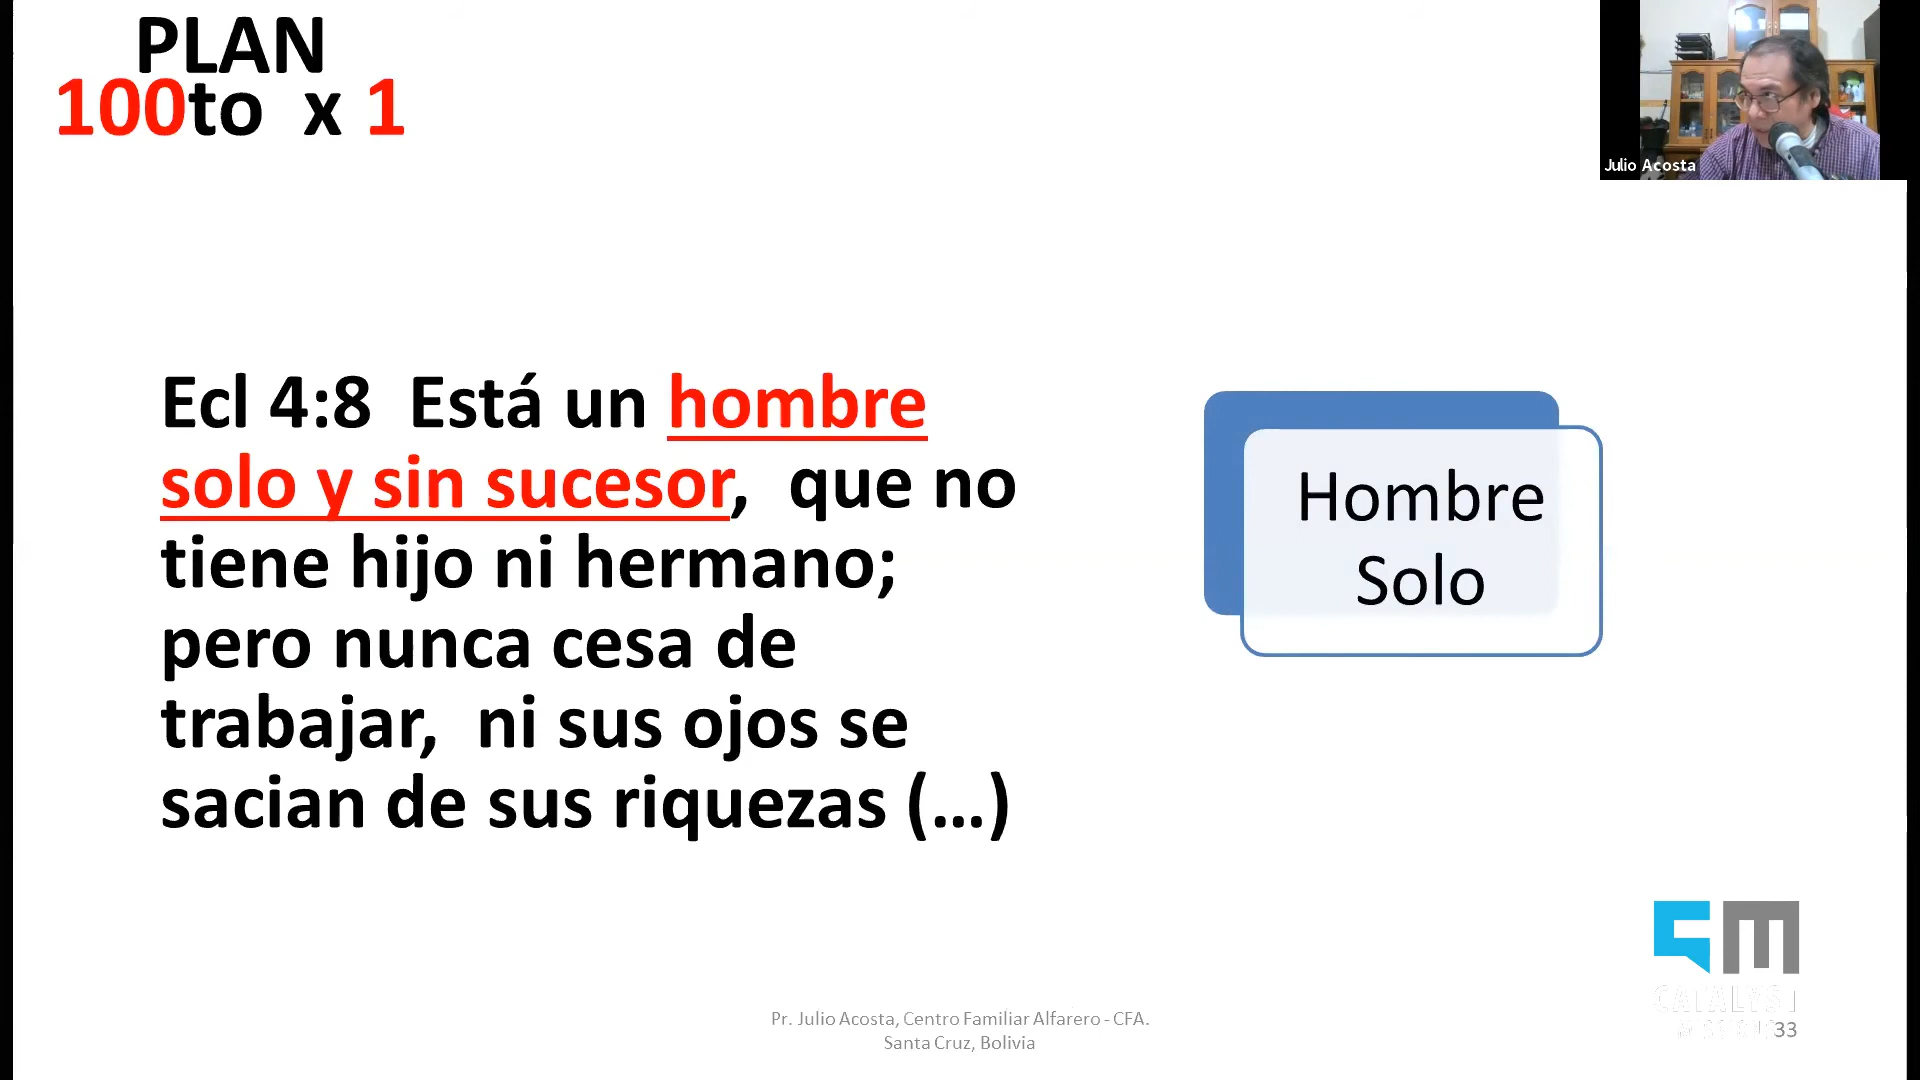 PLAN
100to x 1
Julio Acosta
Ecl 4:8 Está un hombre
solo y sin sucesor, que no
tiene hijo ni hermano;
pero nunca cesa de
trabajar, ni sus ojos se
sacian de sus riquezas (...)
Hombre
Solo
CATALYST
33
Pr. Julio Acosta, Centro Familiar Alfarero - CFA.
Santa Cruz, Bolivia